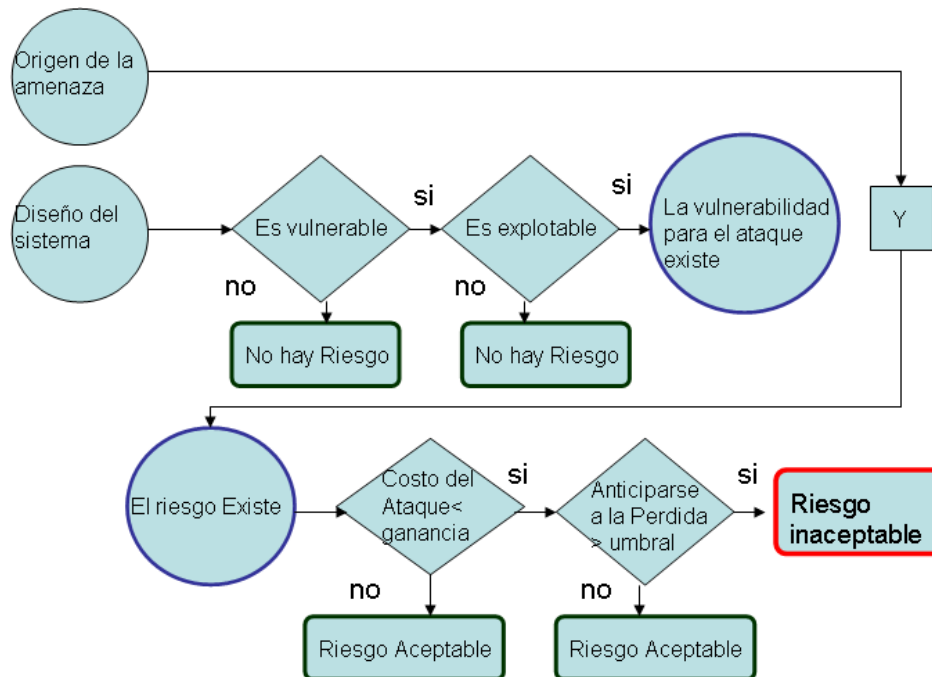 Origen de la
amenaza
Diseño del
sistema
Es vulnerable
si
Es explotable
si
La vulnerabilidad
para el ataque
existe
Y
no
no
No hay Riesgo
No hay Riesgo
El riesgo Existe
Costo del
Ataque<
ganancia
si
Anticiparse
a la Perdida
> umbral
si
Riesgo
inaceptable
no
no
Riesgo Aceptable
Riesgo Aceptable